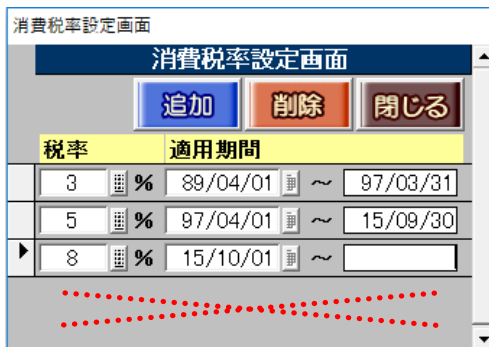 消費税率設定画面
消費税率設定画面
追加 削除 閉じる
税率 適用期間
3 % 89/04/01 ~ 97/03/31
5 % 97/04/01 ~ 15/09/30
8 % 15/10/01 ~